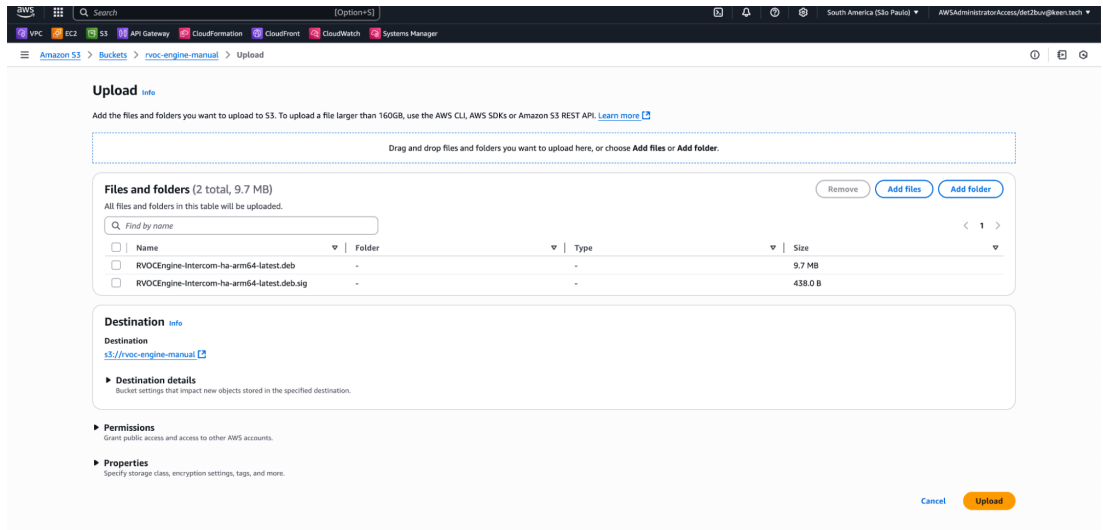 aws Search [Option+S] South America (São Paulo) ▼ AWSAdministratorAccess/det2buv@keen.tech ▼
VPC EC2 S3 API Gateway CloudFormation CloudFront CloudWatch Systems Manager
Amazon S3 > Buckets > rvoc-engine-manual > Upload
Upload Info
Add the files and folders you want to upload to S3. To upload a file larger than 160GB, use the AWS CLI, AWS SDKs or Amazon S3 REST API. Learn more
Drag and drop files and folders you want to upload here, or choose Add files or Add folder.
Files and folders (2 total, 9.7 MB) Remove Add files Add folder
All files and folders in this table will be uploaded.
Find by name < 1 >
Name Folder Type Size
RVOCEngine-Intercom-ha-arm64-latest.deb - - 9.7 MB
RVOCEngine-Intercom-ha-arm64-latest.deb.sig - - 438.0 B
Destination Info
Destination
s3://rvoc-engine-manual
Destination details
Bucket settings that impact new objects stored in the specified destination.
Permissions
Grant public access and access to other AWS accounts.
Properties
Specify storage class, encryption settings, tags, and more.
Cancel Upload